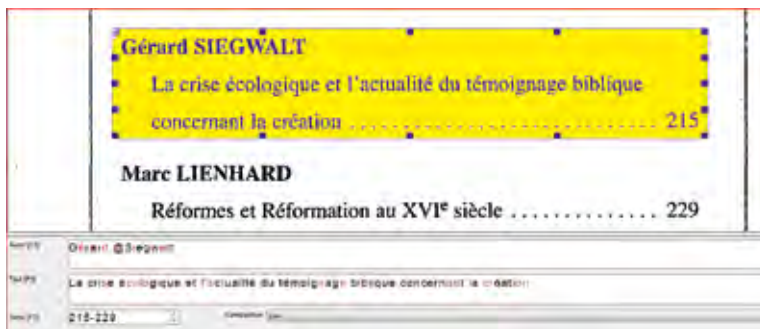 Gérard SIEGWALT
La crise écologique et l'actualité du témoignage biblique
concernant la création ............................ 215
Marc LIENHARD
Réformes et Réformation au XVIᵉ siècle .............. 229
Gérard @Siegwalt
La crise écologique et l'actualité du témoignage biblique concernant la création
215-229